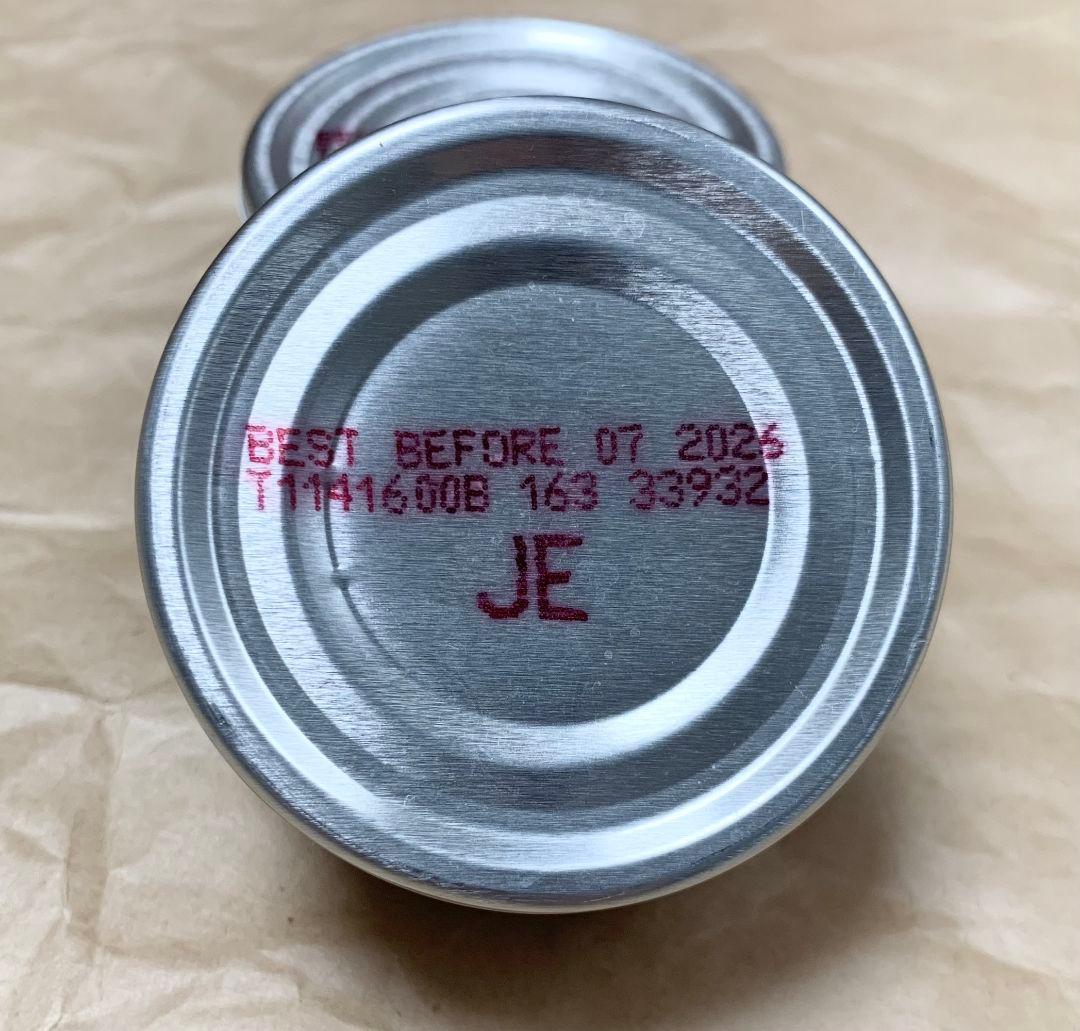 BEST BEFORE 07 2026
T1141600B 163 33932
JE